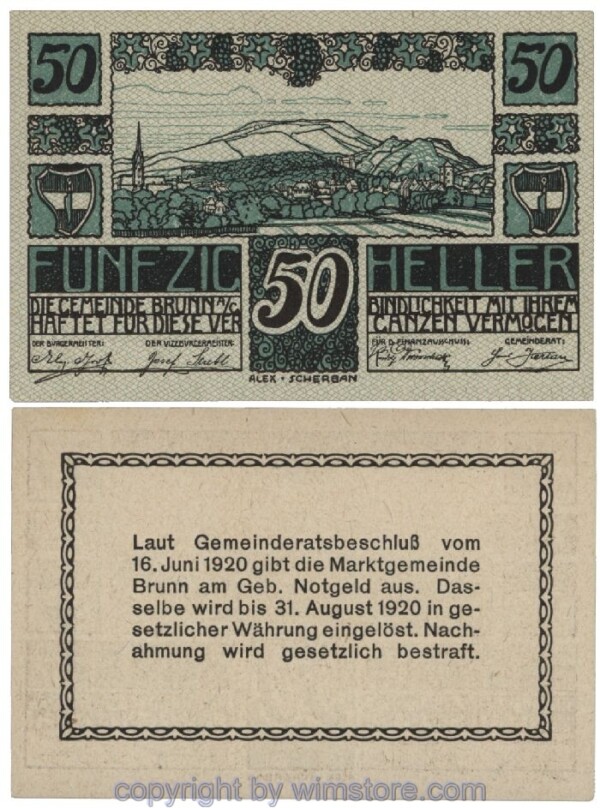 50 50
FÜNFZIG 50 HELLER
DIE GEMEINDE BRUNN A/G. BINDLICHKEIT MIT IHREM
HAFTET FÜR DIESE VER GANZEN VERMÖGEN.
DER BÜRGERMEISTER: DER VIZEBÜRGERMEISTER: FÜR D. FINANZAUSSCHUSS: GEMEINDERAT:
Josef
ALEX · SCHERBAN
Laut Gemeinderatsbeschluß vom
16. Juni 1920 gibt die Marktgemeinde
Brunn am Geb. Notgeld aus. Das-
selbe wird bis 31. August 1920 in ge-
setzlicher Währung eingelöst. Nach-
ahmung wird gesetzlich bestraft.
copyright by wimstore.com